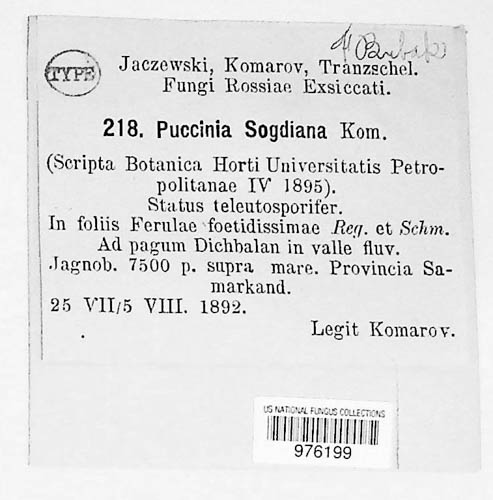 TYPE
Jaczewski, Komarov, Tranzschel.
Fungi Rossiae Exsiccati.
218. Puccinia Sogdiana Kom.
(Scripta Botanica Horti Universitatis Petro-
politanae IV 1895).
Status teleutosporifer.
In foliis Ferulae foetidissimae Reg. et Schm.
Ad pagum Dichbalan in valle fluv.
Jagnob. 7500 p. supra mare. Provincia Sa-
markand.
25 VII/5 VIII. 1892.
Legit Komarov.
US NATIONAL FUNGUS COLLECTIONS
976199